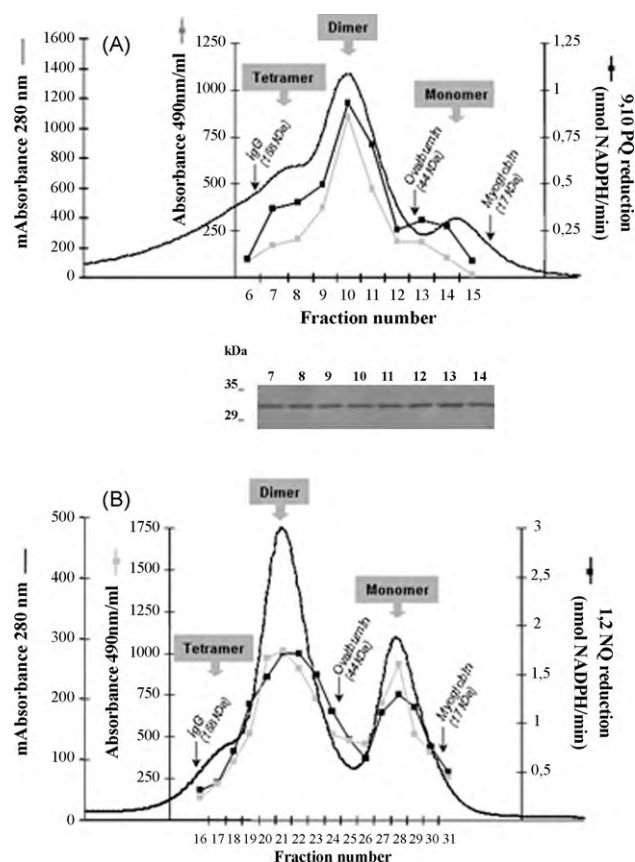 (A)
mAbsorbance 280 nm
1600
1400
1200
1000
800
600
400
200
0
Absorbance 490nm/ml
1250
1000
750
500
250
Tetramer
Dimer
Monomer
IgG
(158 kDa)
Ovalbumin
(44 kDa)
Myoglobin
(17 kDa)
1,25
1
0,75
0,5
0,25
0
9,10 PQ reduction
(nmol NADPH/min)
6 7 8 9 10 11 12 13 14 15
Fraction number
kDa
7 8 9 10 11 12 13 14
35
29
(B)
mAbsorbance 280 nm
500
400
300
200
100
0
Absorbance 490nm/ml
1750
1500
1250
1000
750
500
250
Tetramer
Dimer
Monomer
IgG
(158 kDa)
Ovalbumin
(44 kDa)
Myoglobin
(17 kDa)
3
2,5
2
1,5
1
0,5
1,2 NQ reduction
(nmol NADPH/min)
16 17 18 19 20 21 22 23 24 25 26 27 28 29 30 31
Fraction number